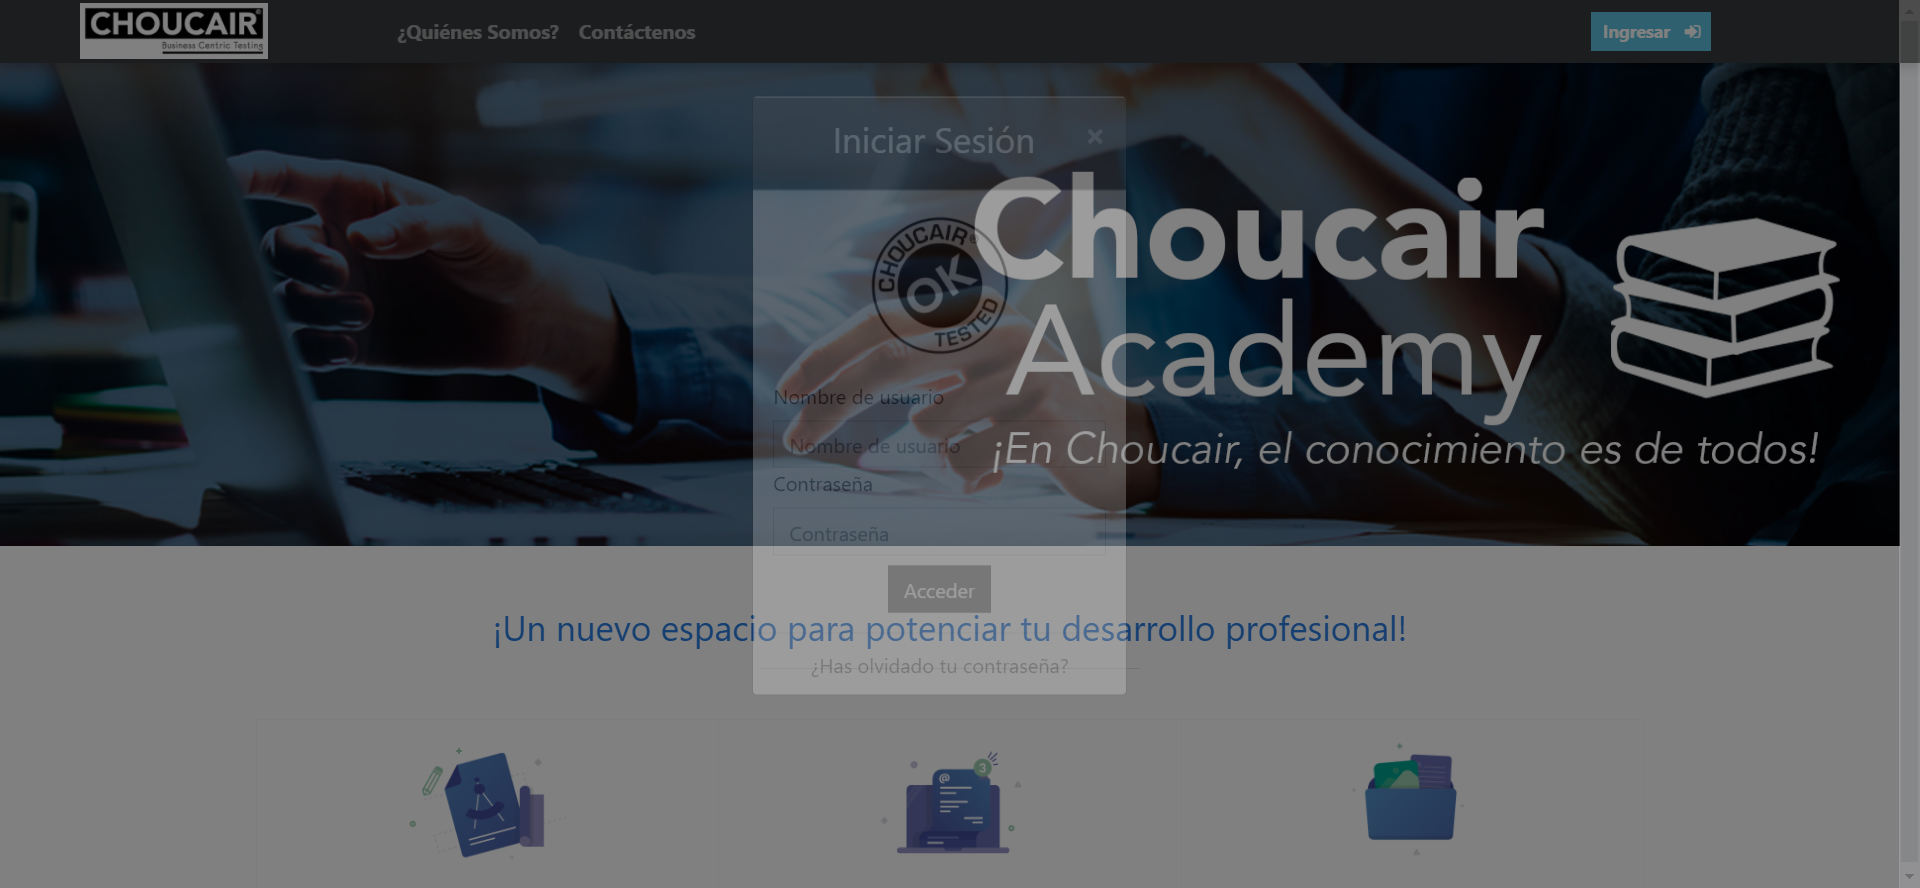 CHOUCAIR®
Business Centric Testing
¿Quiénes Somos?
Contáctenos
Ingresar
Iniciar Sesión
×
CHOUCAIR®
OK
TESTED
Choucair
Academy
¡En Choucair, el conocimiento es de todos!
Nombre de usuario
Nombre de usuario
Contraseña
Contraseña
Acceder
¡Un nuevo espacio para potenciar tu desarrollo profesional!
¿Has olvidado tu contraseña?
@
3